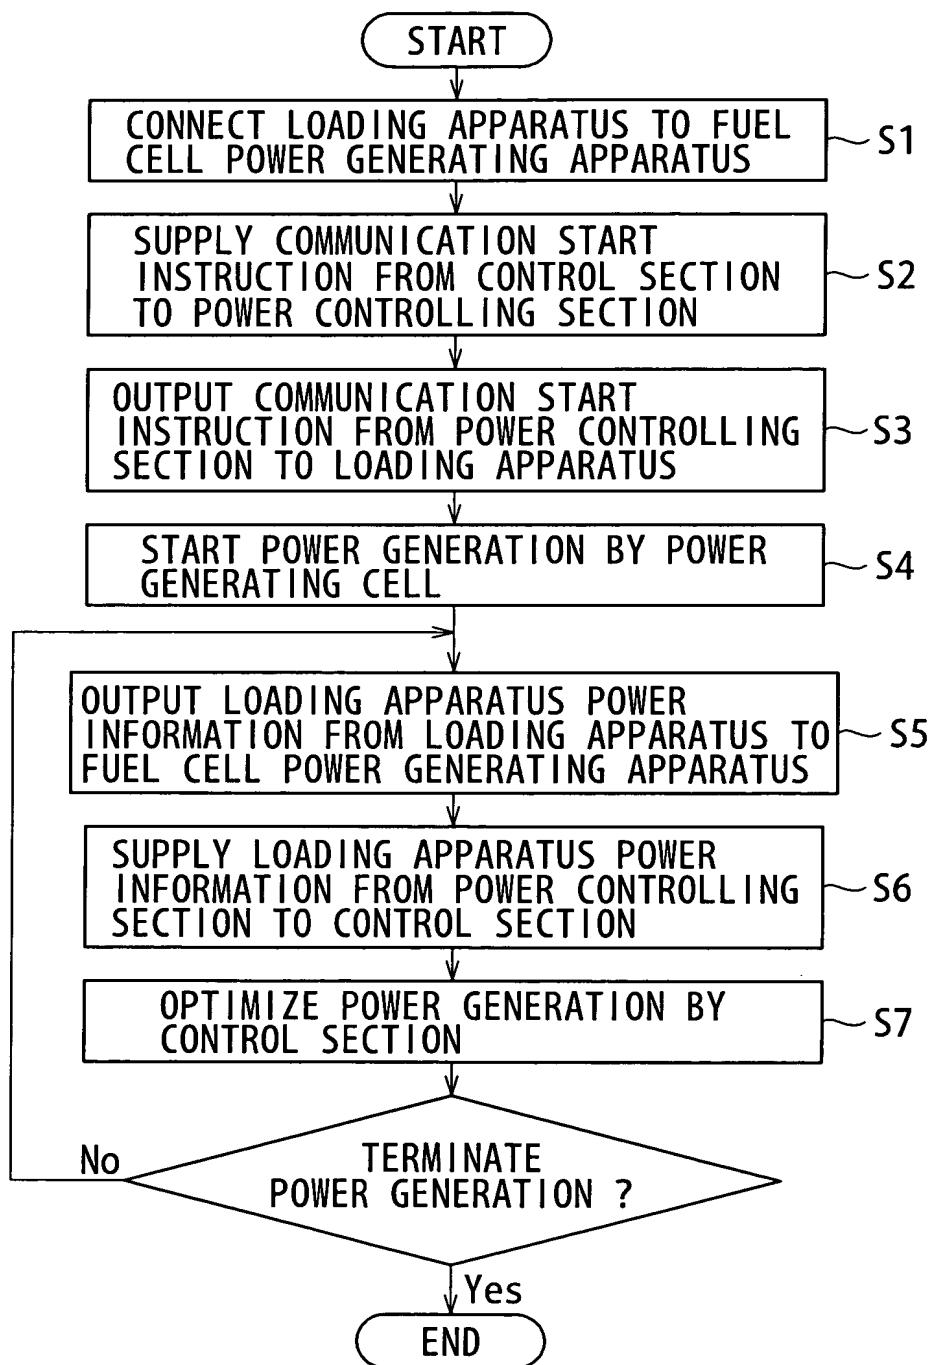 START
CONNECT LOADING APPARATUS TO FUEL
CELL POWER GENERATING APPARATUS
S1
SUPPLY COMMUNICATION START
INSTRUCTION FROM CONTROL SECTION
TO POWER CONTROLLING SECTION
S2
OUTPUT COMMUNICATION START
INSTRUCTION FROM POWER CONTROLLING
SECTION TO LOADING APPARATUS
S3
START POWER GENERATION BY POWER
GENERATING CELL
S4
OUTPUT LOADING APPARATUS POWER
INFORMATION FROM LOADING APPARATUS TO
FUEL CELL POWER GENERATING APPARATUS
S5
SUPPLY LOADING APPARATUS POWER
INFORMATION FROM POWER CONTROLLING
SECTION TO CONTROL SECTION
S6
OPTIMIZE POWER GENERATION BY
CONTROL SECTION
S7
No
TERMINATE
POWER GENERATION ?
Yes
END